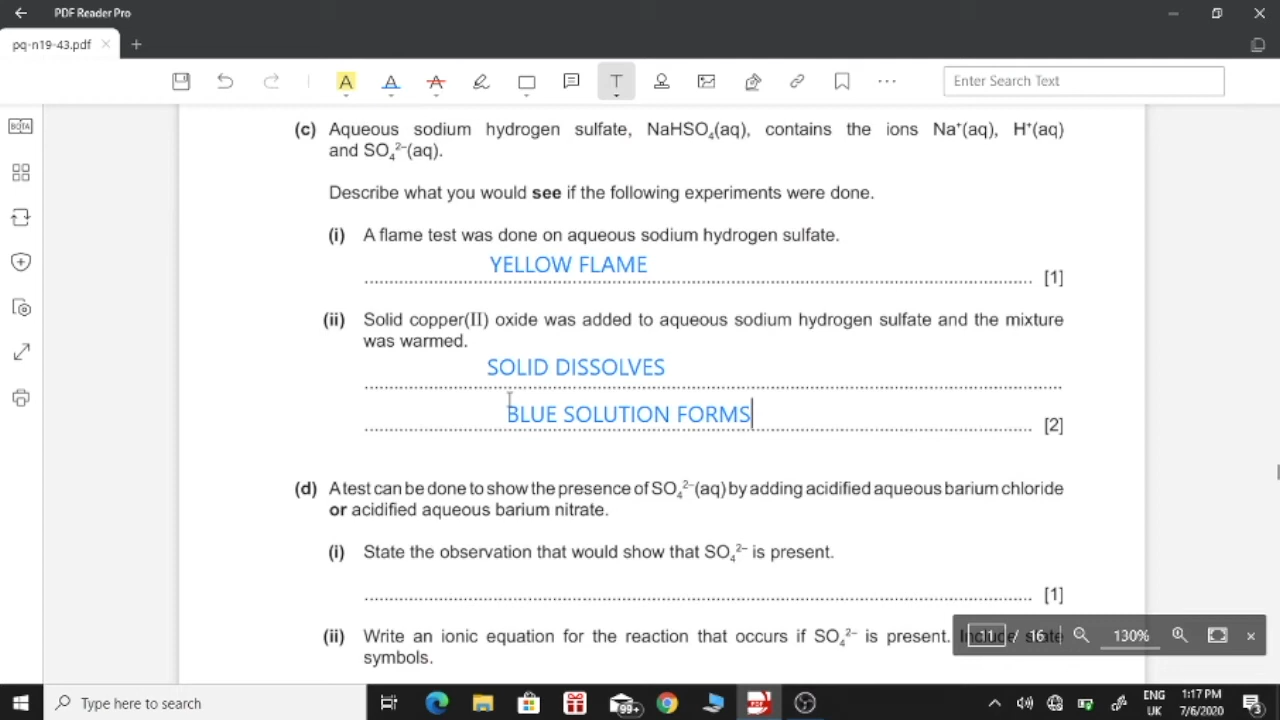 PDF Reader Pro
pq-n19-43.pdf
Enter Search Text
BOTA
(c) Aqueous sodium hydrogen sulfate, NaHSO₄(aq), contains the ions Na⁺(aq), H⁺(aq)
and SO₄²⁻(aq).
Describe what you would see if the following experiments were done.
(i) A flame test was done on aqueous sodium hydrogen sulfate.
YELLOW FLAME
[1]
(ii) Solid copper(II) oxide was added to aqueous sodium hydrogen sulfate and the mixture
was warmed.
SOLID DISSOLVES
BLUE SOLUTION FORMS
[2]
(d) A test can be done to show the presence of SO₄²⁻(aq) by adding acidified aqueous barium chloride
or acidified aqueous barium nitrate.
(i) State the observation that would show that SO₄²⁻ is present.
[1]
(ii) Write an ionic equation for the reaction that occurs if SO₄²⁻ is present. Include state
symbols.
11 / 16
130%
Type here to search
99+
ENG
UK
1:17 PM
7/6/2020
3